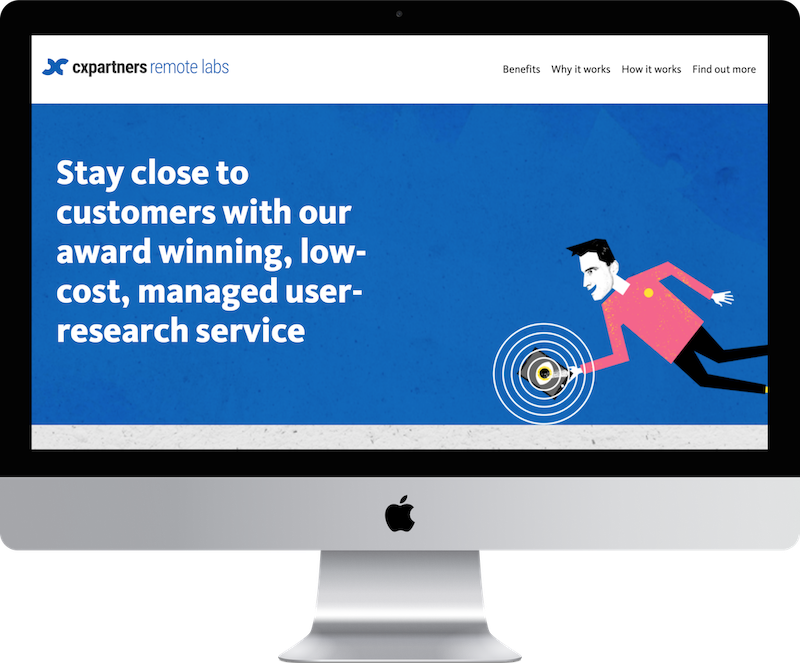 cxpartners remote labs
Benefits Why it works How it works Find out more
Stay close to
customers with our
award winning, low-
cost, managed user-
research service